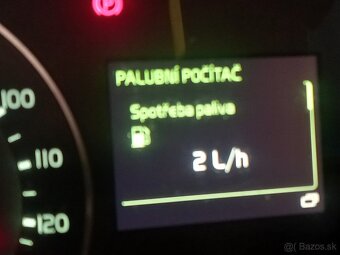 PALUBNÍ POČÍTAČ
Spotřeba paliva
2 L/h
100
110
120
Bazos.sk